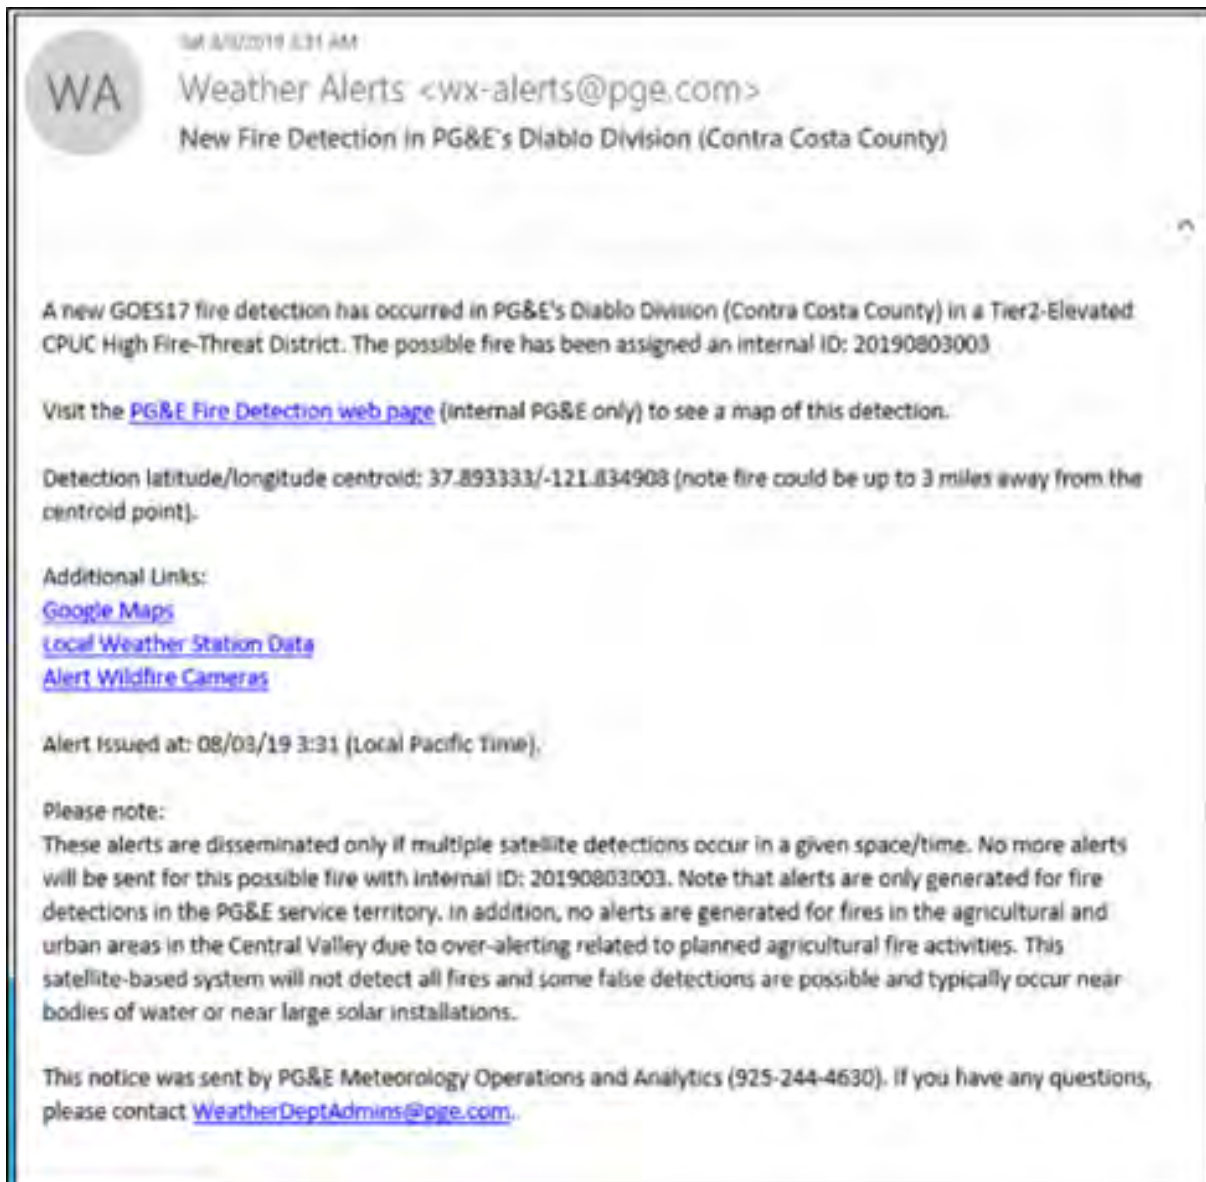 Sat 8/3/2019 3:31 AM
WA
Weather Alerts <wx-alerts@pge.com>
New Fire Detection in PG&E's Diablo Division (Contra Costa County)
A new GOES17 fire detection has occurred in PG&E's Diablo Division (Contra Costa County) in a Tier2-Elevated
CPUC High Fire-Threat District. The possible fire has been assigned an internal ID: 20190803003
Visit the PG&E Fire Detection web page (internal PG&E only) to see a map of this detection.
Detection latitude/longitude centroid: 37.893333/-121.834908 (note fire could be up to 3 miles away from the
centroid point).
Additional Links:
Google Maps
Local Weather Station Data
Alert Wildfire Cameras
Alert Issued at: 08/03/19 3:31 (Local Pacific Time).
Please note:
These alerts are disseminated only if multiple satellite detections occur in a given space/time. No more alerts
will be sent for this possible fire with internal ID: 20190803003. Note that alerts are only generated for fire
detections in the PG&E service territory. In addition, no alerts are generated for fires in the agricultural and
urban areas in the Central Valley due to over-alerting related to planned agricultural fire activities. This
satellite-based system will not detect all fires and some false detections are possible and typically occur near
bodies of water or near large solar installations.
This notice was sent by PG&E Meteorology Operations and Analytics (925-244-4630). If you have any questions,
please contact WeatherDeptAdmins@pge.com.